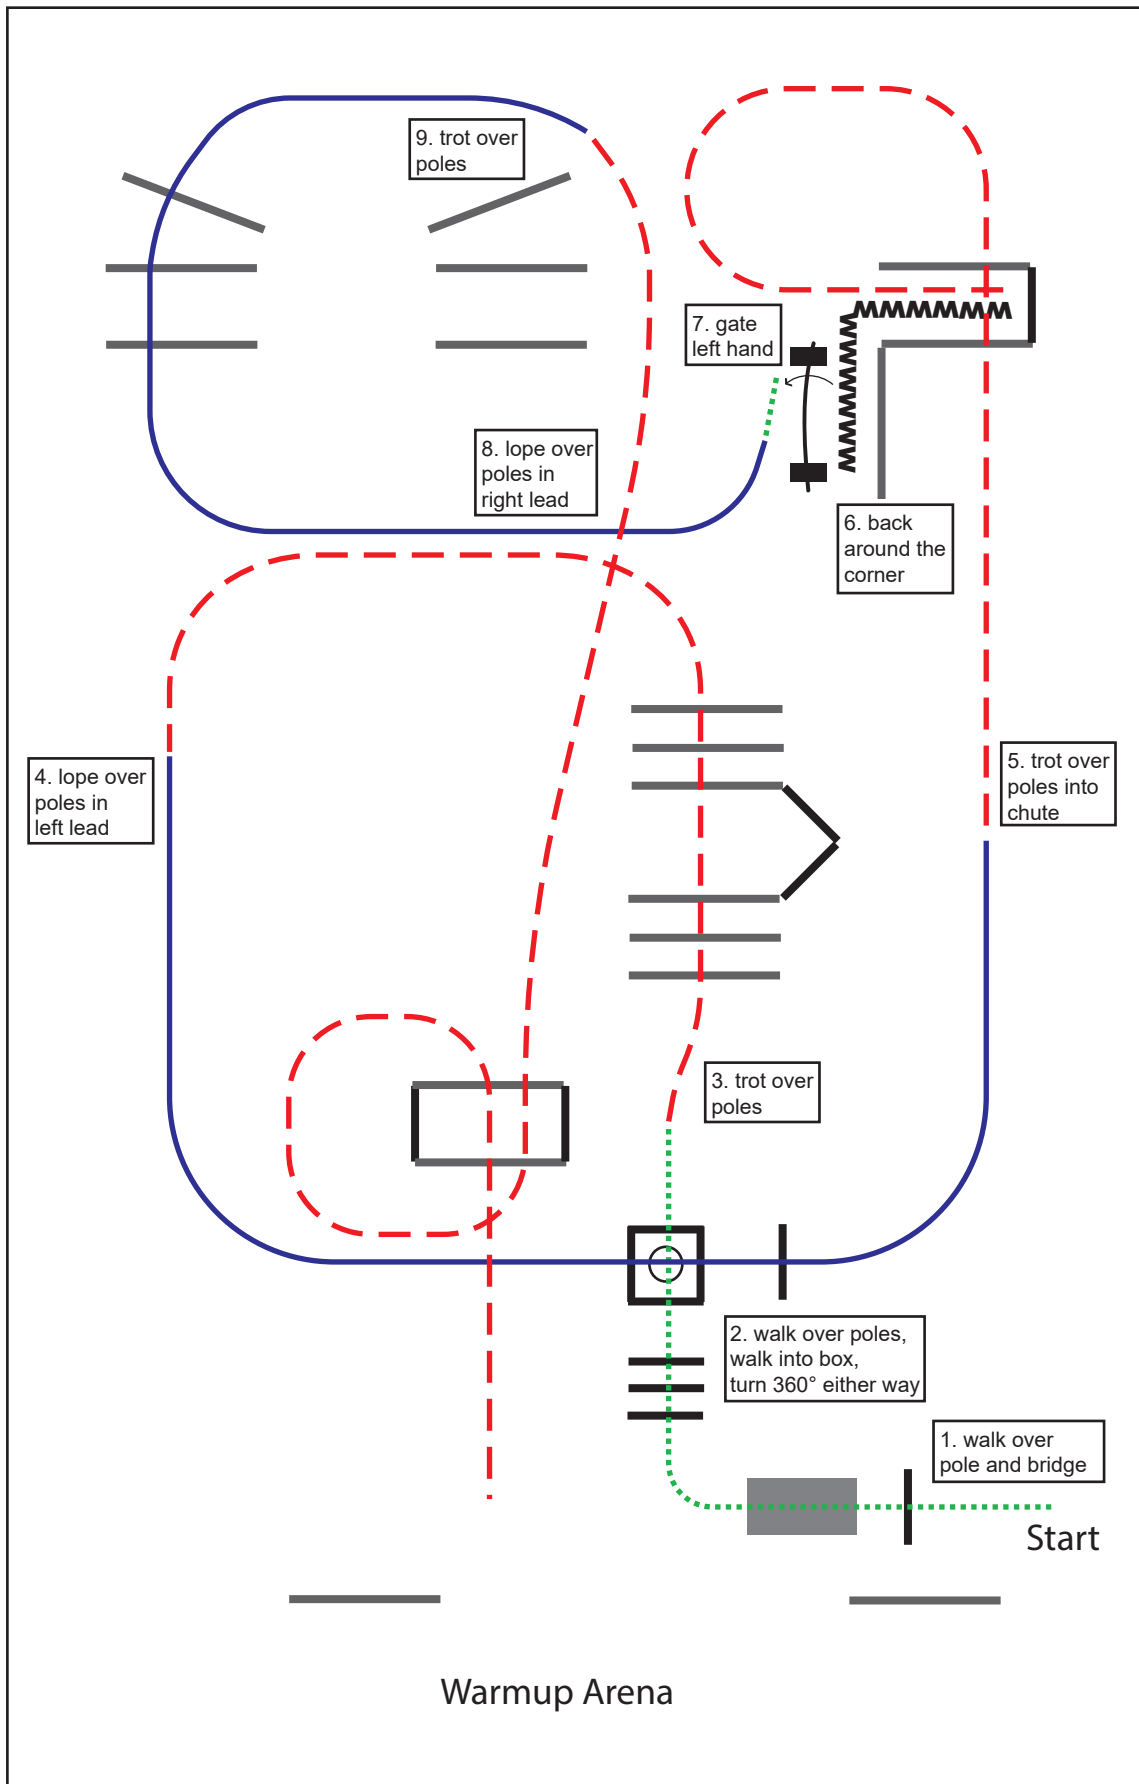 9. trot over
poles
7. gate
left hand
8. lope over
poles in
right lead
6. back
around the
corner
4. lope over
poles in
left lead
5. trot over
poles into
chute
3. trot over
poles
2. walk over poles,
walk into box,
turn 360° either way
1. walk over
pole and bridge
Start
Warmup Arena